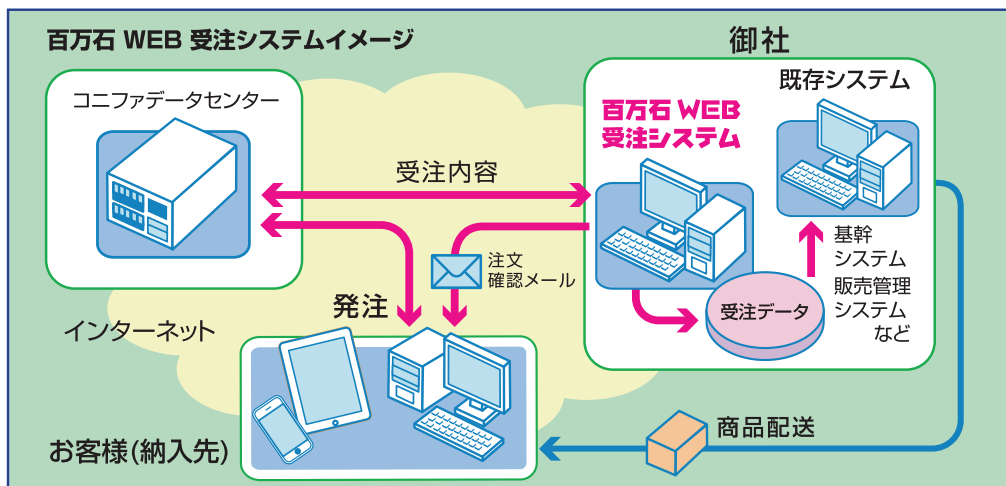 百万石 WEB 受注システムイメージ
御社
コニファデータセンター
既存システム
百万石 WEB
受注システム
受注内容
基幹
システム
販売管理
システム
など
注文
確認メール
受注データ
発注
インターネット
お客様(納入先)
商品配送